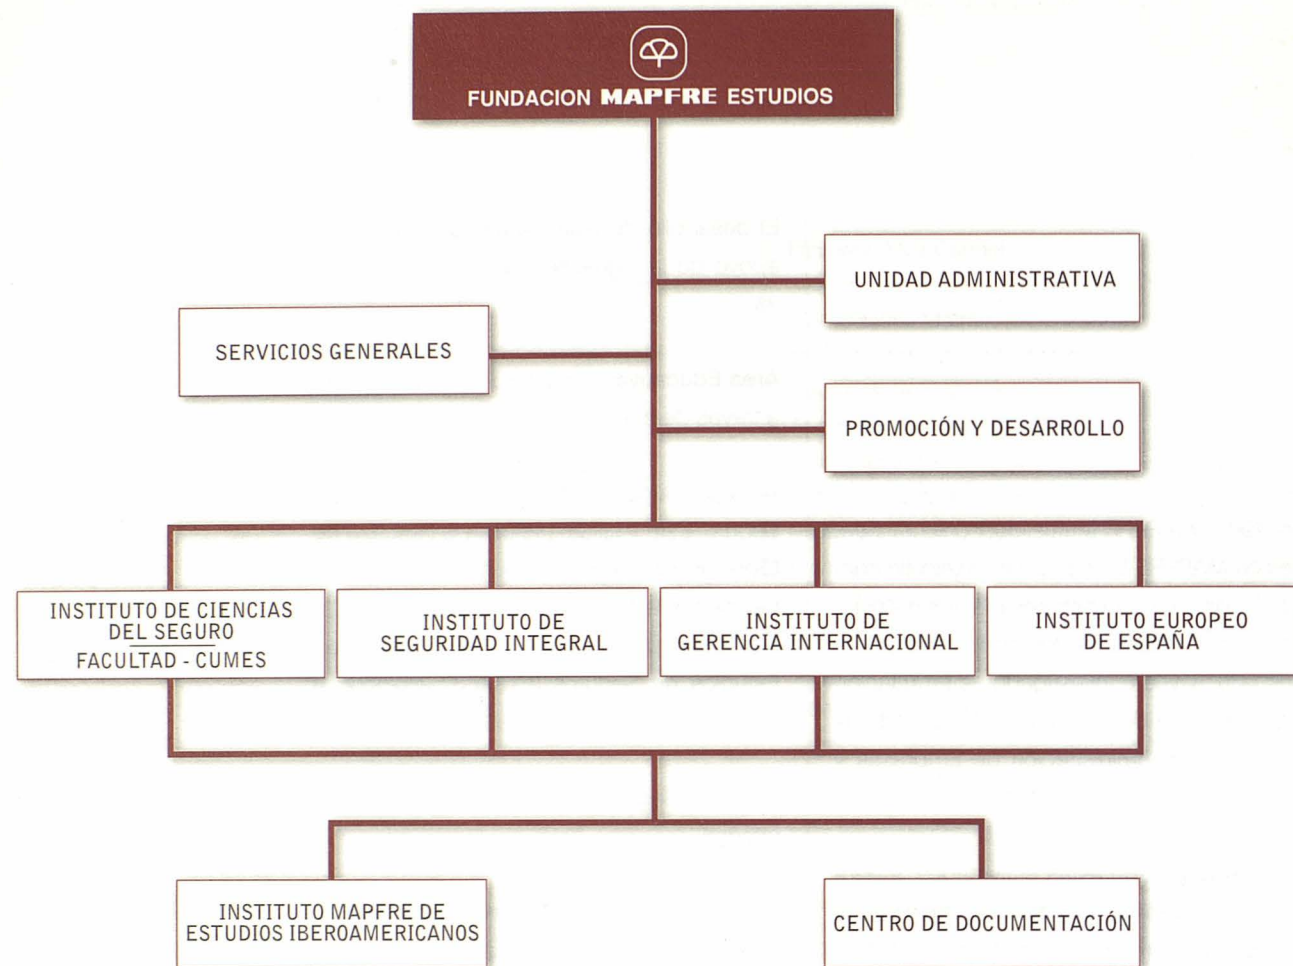 FUNDACION MAPFRE ESTUDIOS
UNIDAD ADMINISTRATIVA
SERVICIOS GENERALES
PROMOCIÓN Y DESARROLLO
INSTITUTO DE CIENCIAS
DEL SEGURO
FACULTAD - CUMES
INSTITUTO DE
SEGURIDAD INTEGRAL
INSTITUTO DE
GERENCIA INTERNACIONAL
INSTITUTO EUROPEO
DE ESPAÑA
INSTITUTO MAPFRE DE
ESTUDIOS IBEROAMERICANOS
CENTRO DE DOCUMENTACIÓN